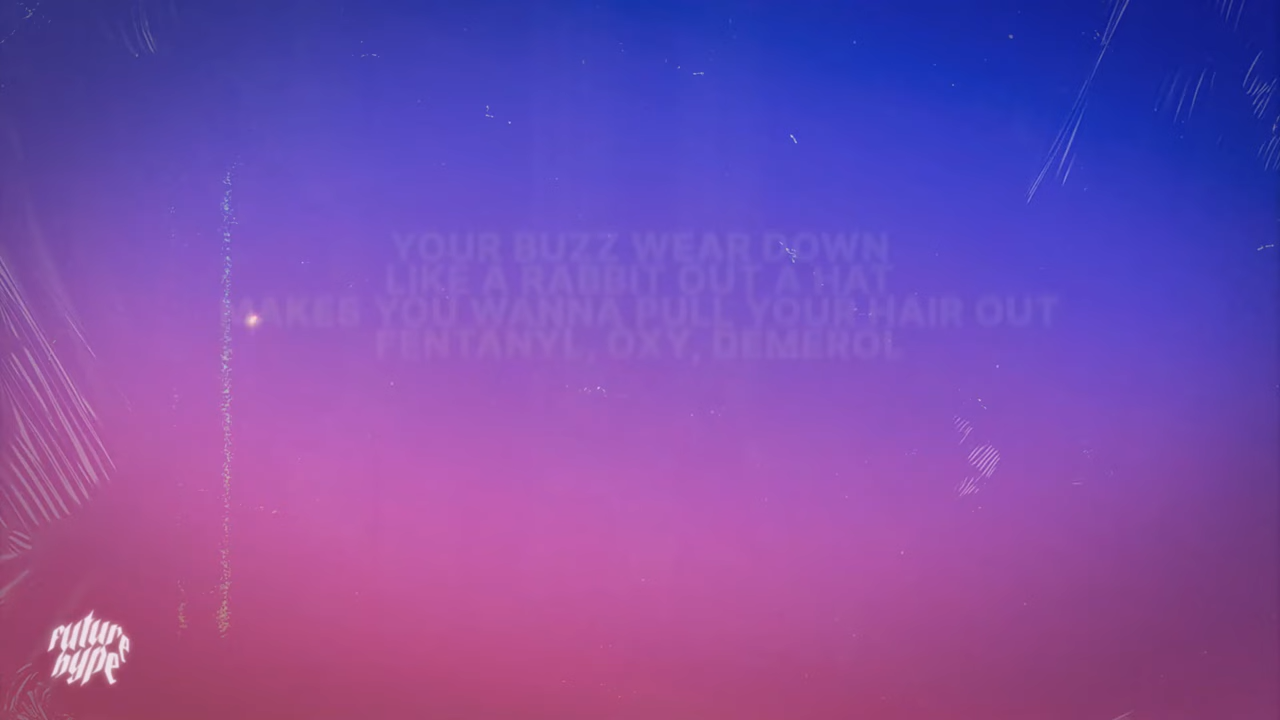 YOUR BUZZ WEAR DOWN
LIKE A RABBIT OUT A HAT
MAKES YOU WANNA PULL YOUR HAIR OUT
FENTANYL, OXY, DEMEROL
future
hype